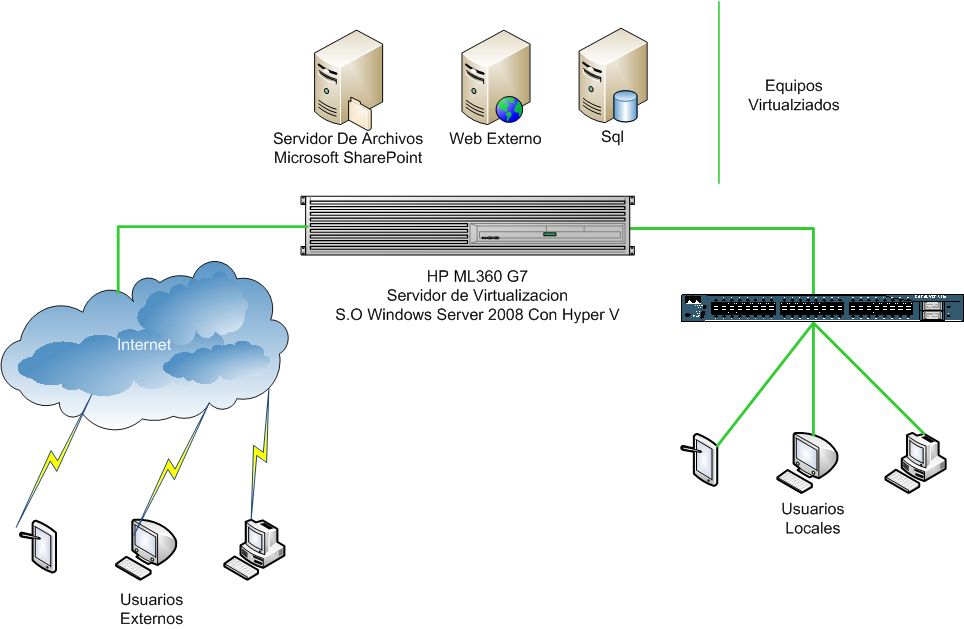 Equipos
Virtualziados
Servidor De Archivos
Microsoft SharePoint
Web Externo
Sql
HP ML360 G7
Servidor de Virtualizacion
S.O Windows Server 2008 Con Hyper V
Internet
Usuarios
Locales
Usuarios
Externos